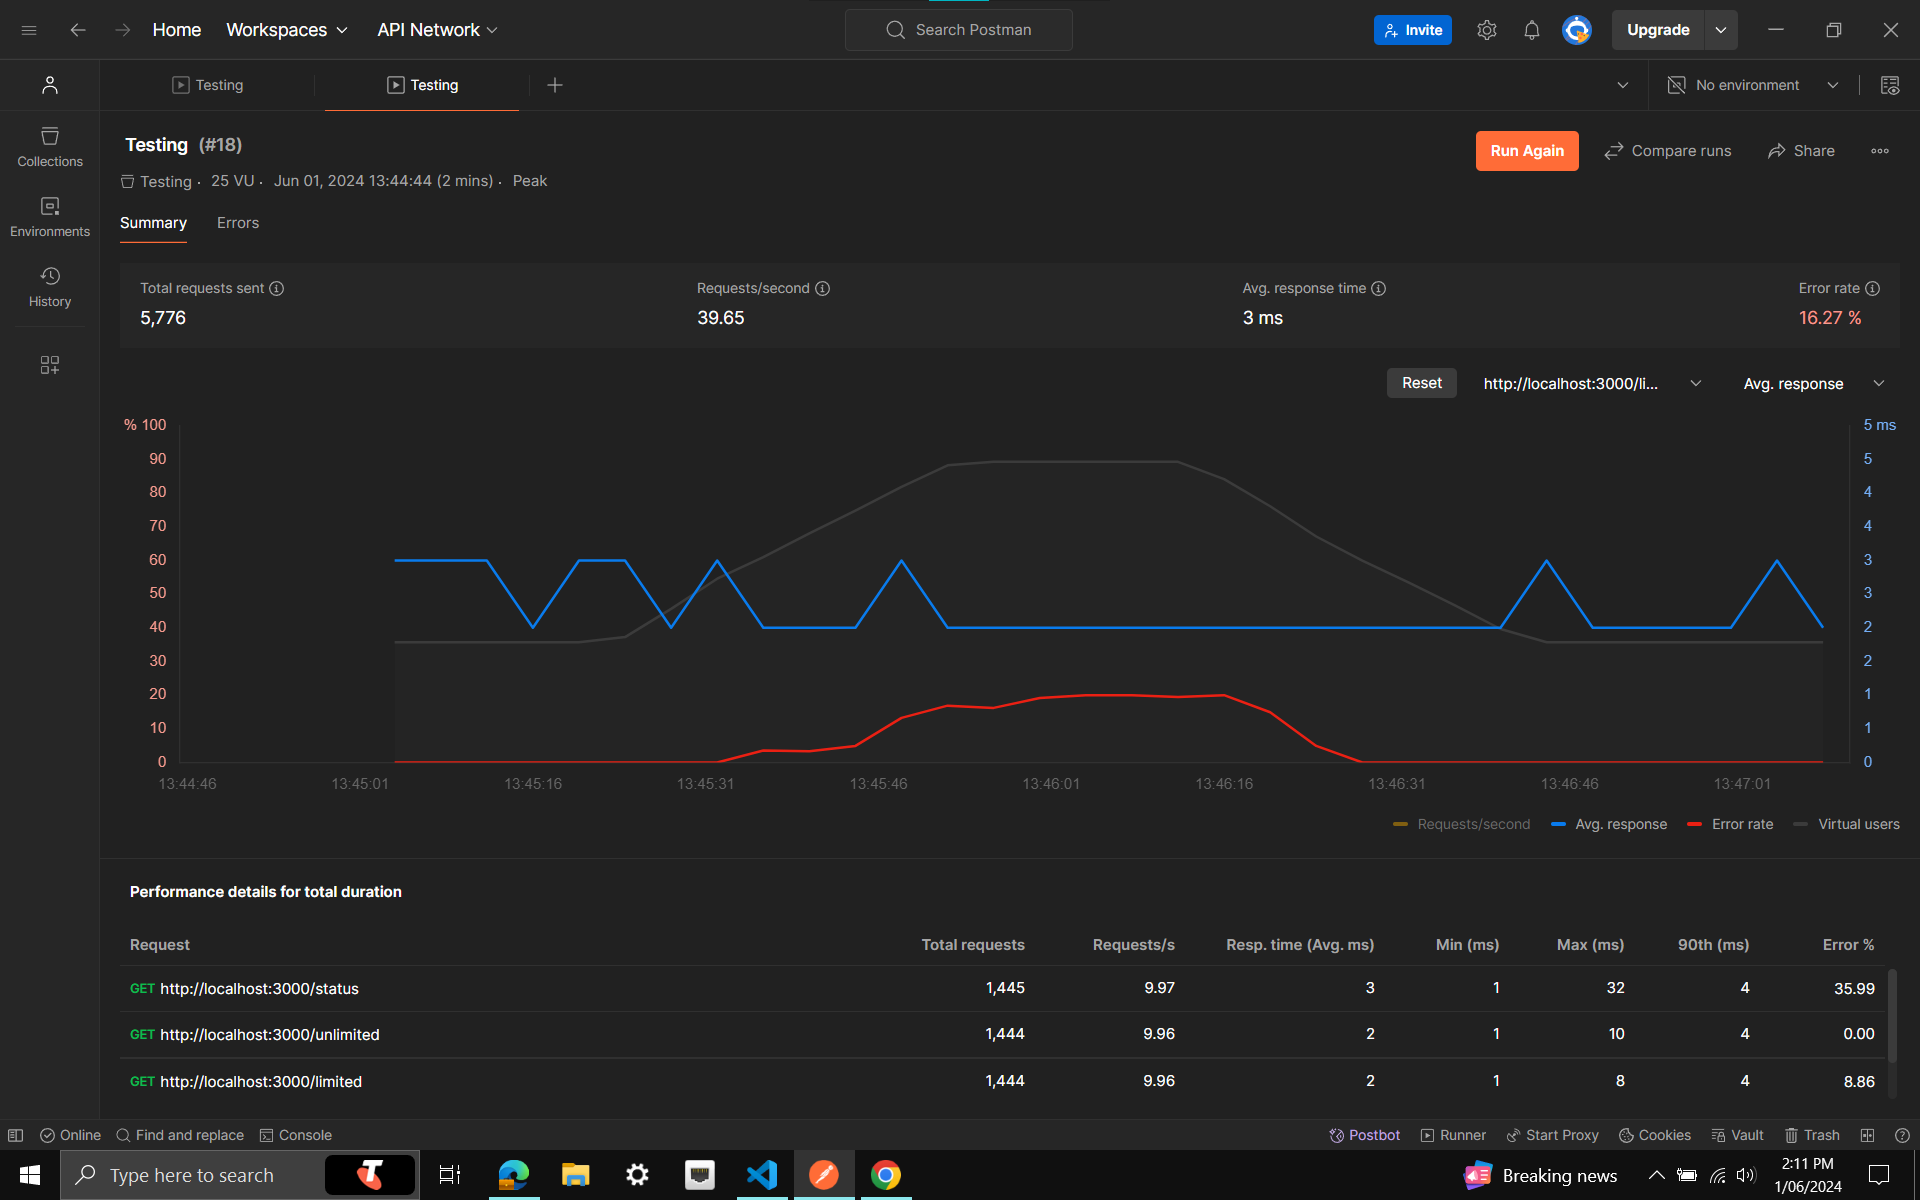 Home Workspaces API Network Search Postman Invite Upgrade
Testing Testing No environment
Collections
Environments
History
Testing (#18) Run Again Compare runs Share
Testing · 25 VU · Jun 01, 2024 13:44:44 (2 mins) · Peak
Summary Errors
Total requests sent Requests/second Avg. response time Error rate
5,776 39.65 3 ms 16.27 %
Reset http://localhost:3000/li... Avg. response
% 100 5 ms
90 5
80 4
70 4
60 3
50 3
40 2
30 2
20 1
10 1
0 0
13:44:46 13:45:01 13:45:16 13:45:31 13:45:46 13:46:01 13:46:16 13:46:31 13:46:46 13:47:01
Requests/second Avg. response Error rate Virtual users
Performance details for total duration
Request Total requests Requests/s Resp. time (Avg. ms) Min (ms) Max (ms) 90th (ms) Error %
GET http://localhost:3000/status 1,445 9.97 3 1 32 4 35.99
GET http://localhost:3000/unlimited 1,444 9.96 2 1 10 4 0.00
GET http://localhost:3000/limited 1,444 9.96 2 1 8 4 8.86
Online Find and replace Console Postbot Runner Start Proxy Cookies Vault Trash
Type here to search Breaking news 2:11 PM
1/06/2024